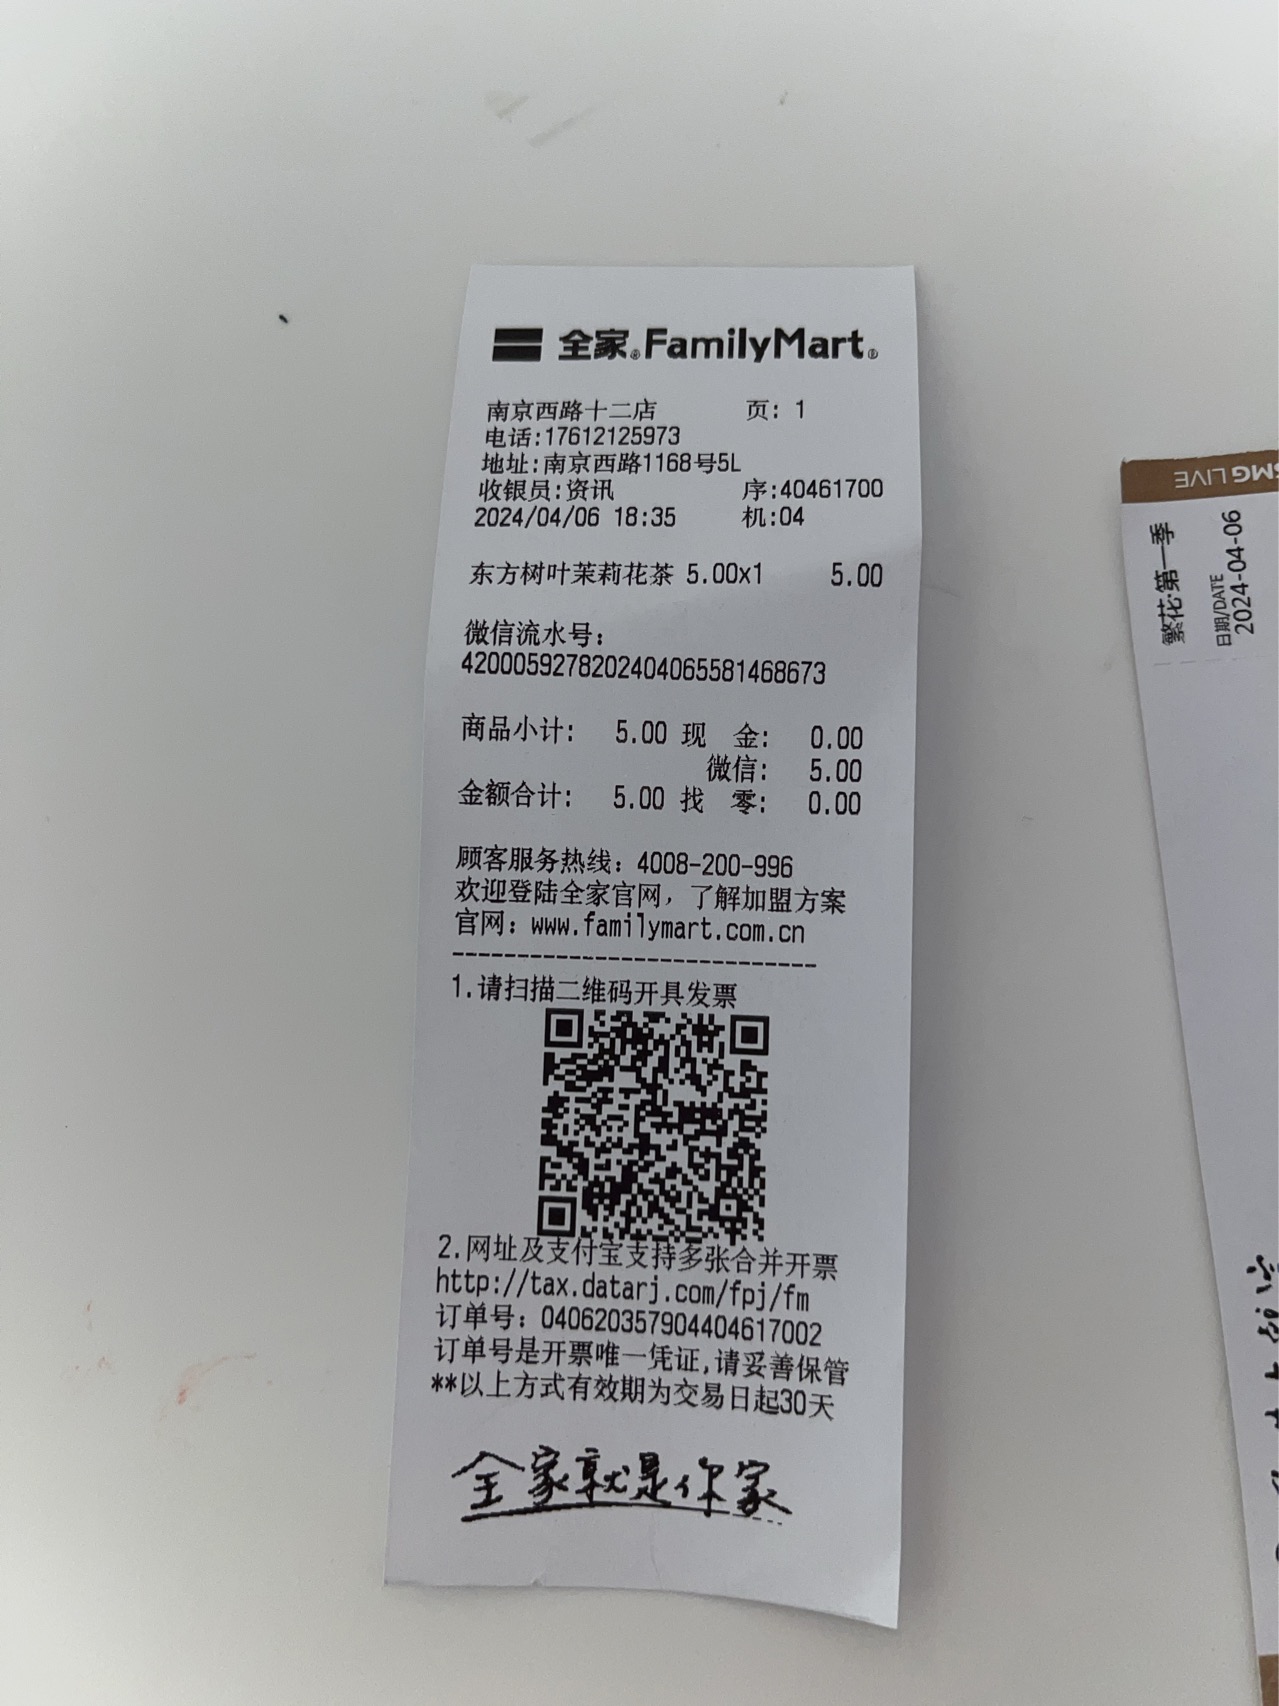 全家®FamilyMart®
南京西路十二店 页: 1
电话:17612125973
地址:南京西路1168号5L
收银员:资讯 序:40461700
2024/04/06 18:35 机:04
东方树叶茉莉花茶 5.00x1 5.00
微信流水号:
4200059278202404065581468673
商品小计: 5.00 现 金: 0.00
微信: 5.00
金额合计: 5.00 找 零: 0.00
顾客服务热线: 4008-200-996
欢迎登陆全家官网, 了解加盟方案
官网: www.familymart.com.cn
1.请扫描二维码开具发票
2.网址及支付宝支持多张合并开票
http://tax.datarj.com/fpj/fm
订单号: 0406203579044046​17002
订单号是开票唯一凭证,请妥善保管
**以上方式有效期为交易日起30天
全家就是你家
SMG LIVE
繁花·第一季
日期/DATE
2024-04-06